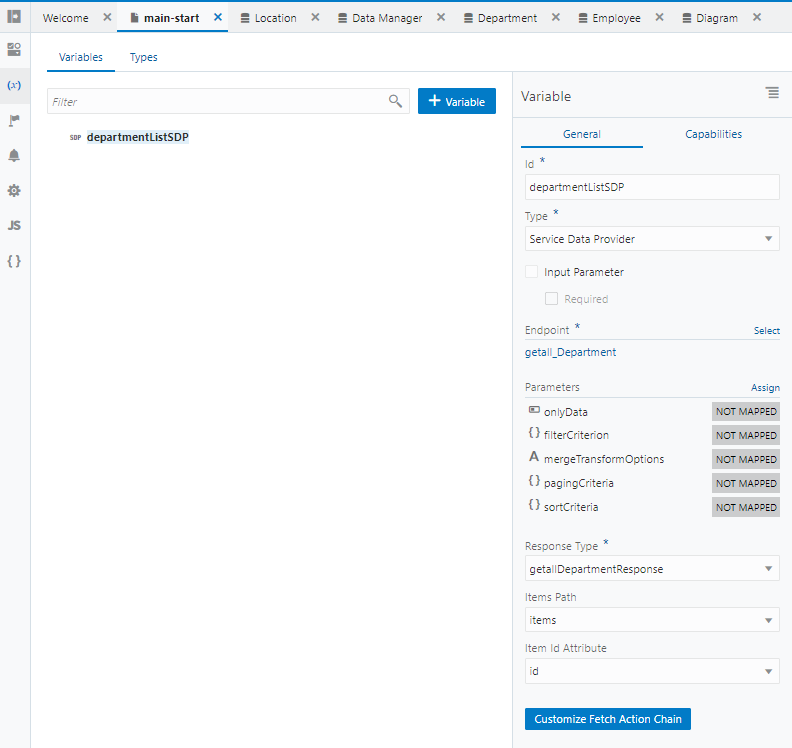 Welcome
main-start
Location
Data Manager
Department
Employee
Diagram
Variables
Types
(x)
JS
{ }
Filter
+ Variable
SDP departmentListSDP
Variable
General
Capabilities
Id *
departmentListSDP
Type *
Service Data Provider
Input Parameter
Required
Endpoint * Select
getall_Department
Parameters Assign
onlyData NOT MAPPED
{ } filterCriterion NOT MAPPED
A mergeTransformOptions NOT MAPPED
{ } pagingCriteria NOT MAPPED
{ } sortCriteria NOT MAPPED
Response Type *
getallDepartmentResponse
Items Path
items
Item Id Attribute
id
Customize Fetch Action Chain